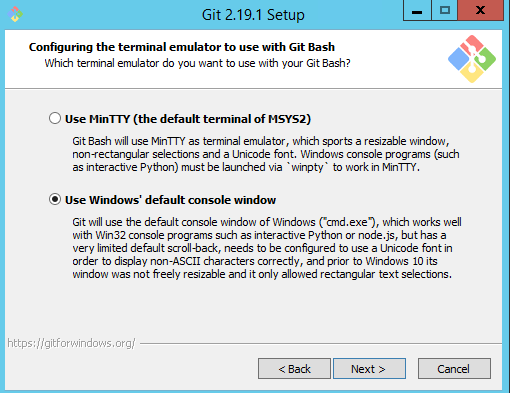 Git 2.19.1 Setup
Configuring the terminal emulator to use with Git Bash
Which terminal emulator do you want to use with your Git Bash?
Use MinTTY (the default terminal of MSYS2)
Git Bash will use MinTTY as terminal emulator, which sports a resizable window,
non-rectangular selections and a Unicode font. Windows console programs (such
as interactive Python) must be launched via `winpty` to work in MinTTY.
Use Windows' default console window
Git will use the default console window of Windows ("cmd.exe"), which works well
with Win32 console programs such as interactive Python or node.js, but has a
very limited default scroll-back, needs to be configured to use a Unicode font in
order to display non-ASCII characters correctly, and prior to Windows 10 its
window was not freely resizable and it only allowed rectangular text selections.
https://gitforwindows.org/
< Back
Next >
Cancel